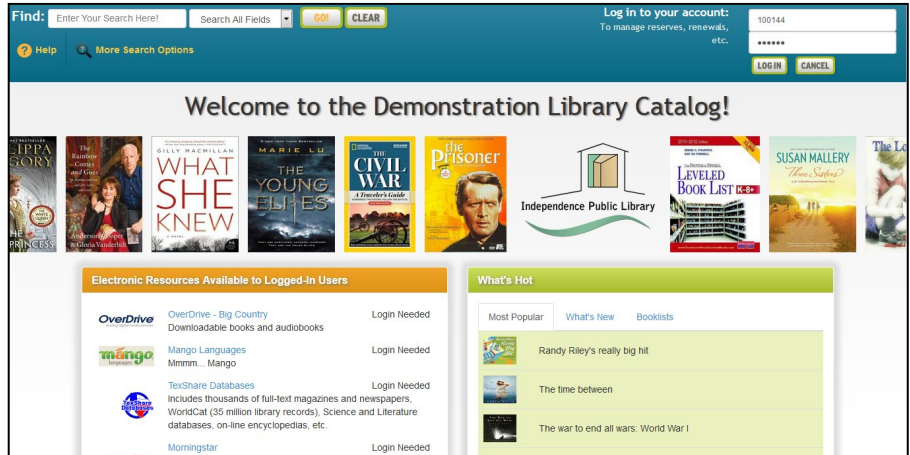 Find: Enter Your Search Here! Search All Fields GO! CLEAR
Log in to your account:
To manage reserves, renewals,
etc.
100144
••••••
LOG IN CANCEL
? Help More Search Options
Welcome to the Demonstration Library Catalog!
GORY
THE
PRINCESS
The
Rainbow
Comes
and Goes
Anderson Cooper
& Gloria Vanderbilt
GILLY MACMILLAN
WHAT
SHE
KNEW
MARIE LU
THE
YOUNG
ELITES
THE
CIVIL
WAR
A Traveler's Guide
the
Prisoner
Independence Public Library
LEVELED
BOOK LIST K-8+
SUSAN MALLERY
Three Sisters
The Lo
Electronic Resources Available to Logged-In Users
OverDrive
OverDrive - Big Country Login Needed
Downloadable books and audiobooks
mango
languages
Mango Languages Login Needed
Mmmm... Mango
TexShare
Databases
TexShare Databases Login Needed
Includes thousands of full-text magazines and newspapers,
WorldCat (35 million library records), Science and Literature
databases, on-line encyclopedias, etc.
Morningstar Login Needed
What's Hot
Most Popular What's New Booklists
Randy Riley's really big hit
The time between
The war to end all wars: World War I